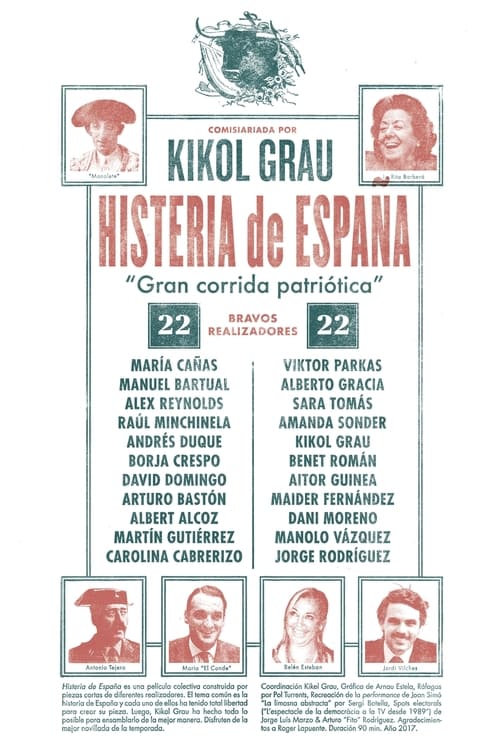 COMISIARIADA POR
KIKOL GRAU
"Manolete"
Rita Barberá
HISTERIA de ESPAÑA
"Gran corrida patriótica"
22 BRAVOS REALIZADORES 22
MARÍA CAÑAS
MANUEL BARTUAL
ALEX REYNOLDS
RAÚL MINCHINELA
ANDRÉS DUQUE
BORJA CRESPO
DAVID DOMINGO
ARTURO BASTÓN
ALBERT ALCOZ
MARTÍN GUTIÉRREZ
CAROLINA CABRERIZO
VIKTOR PARKAS
ALBERTO GRACIA
SARA TOMÁS
AMANDA SONDER
KIKOL GRAU
BENET ROMÁN
AITOR GUINEA
MAIDER FERNÁNDEZ
DANI MORENO
MANOLO VÁZQUEZ
JORGE RODRÍGUEZ
Antonio Tejero
Mario "El Conde"
Belén Esteban
Jordi Vilches
Histeria de España es una película colectiva construida por
piezas cortas de diferentes realizadores. El tema común es la
historia de España y cada uno de ellos ha tenido total libertad
para crear su pieza. Luego, Kikol Grau ha hecho todo lo
posible para ensamblarlo de la mejor manera. Disfruten de la
mejor novillada de la temporada.
Coordinación Kikol Grau, Gráfica de Arnau Estela, Ráfagas
por Pol Turrents, Recreación de la performance de Joan Simó
"La limosna abstracta" por Sergi Botella, Spots electorals
("L'espectacle de la democràcia a la TV desde 1989") de
Jorge Luis Marzo & Arturo "Fito" Rodríguez. Agradecimien-
tos a Roger Lapuente. Duración 90 min. Año 2017.